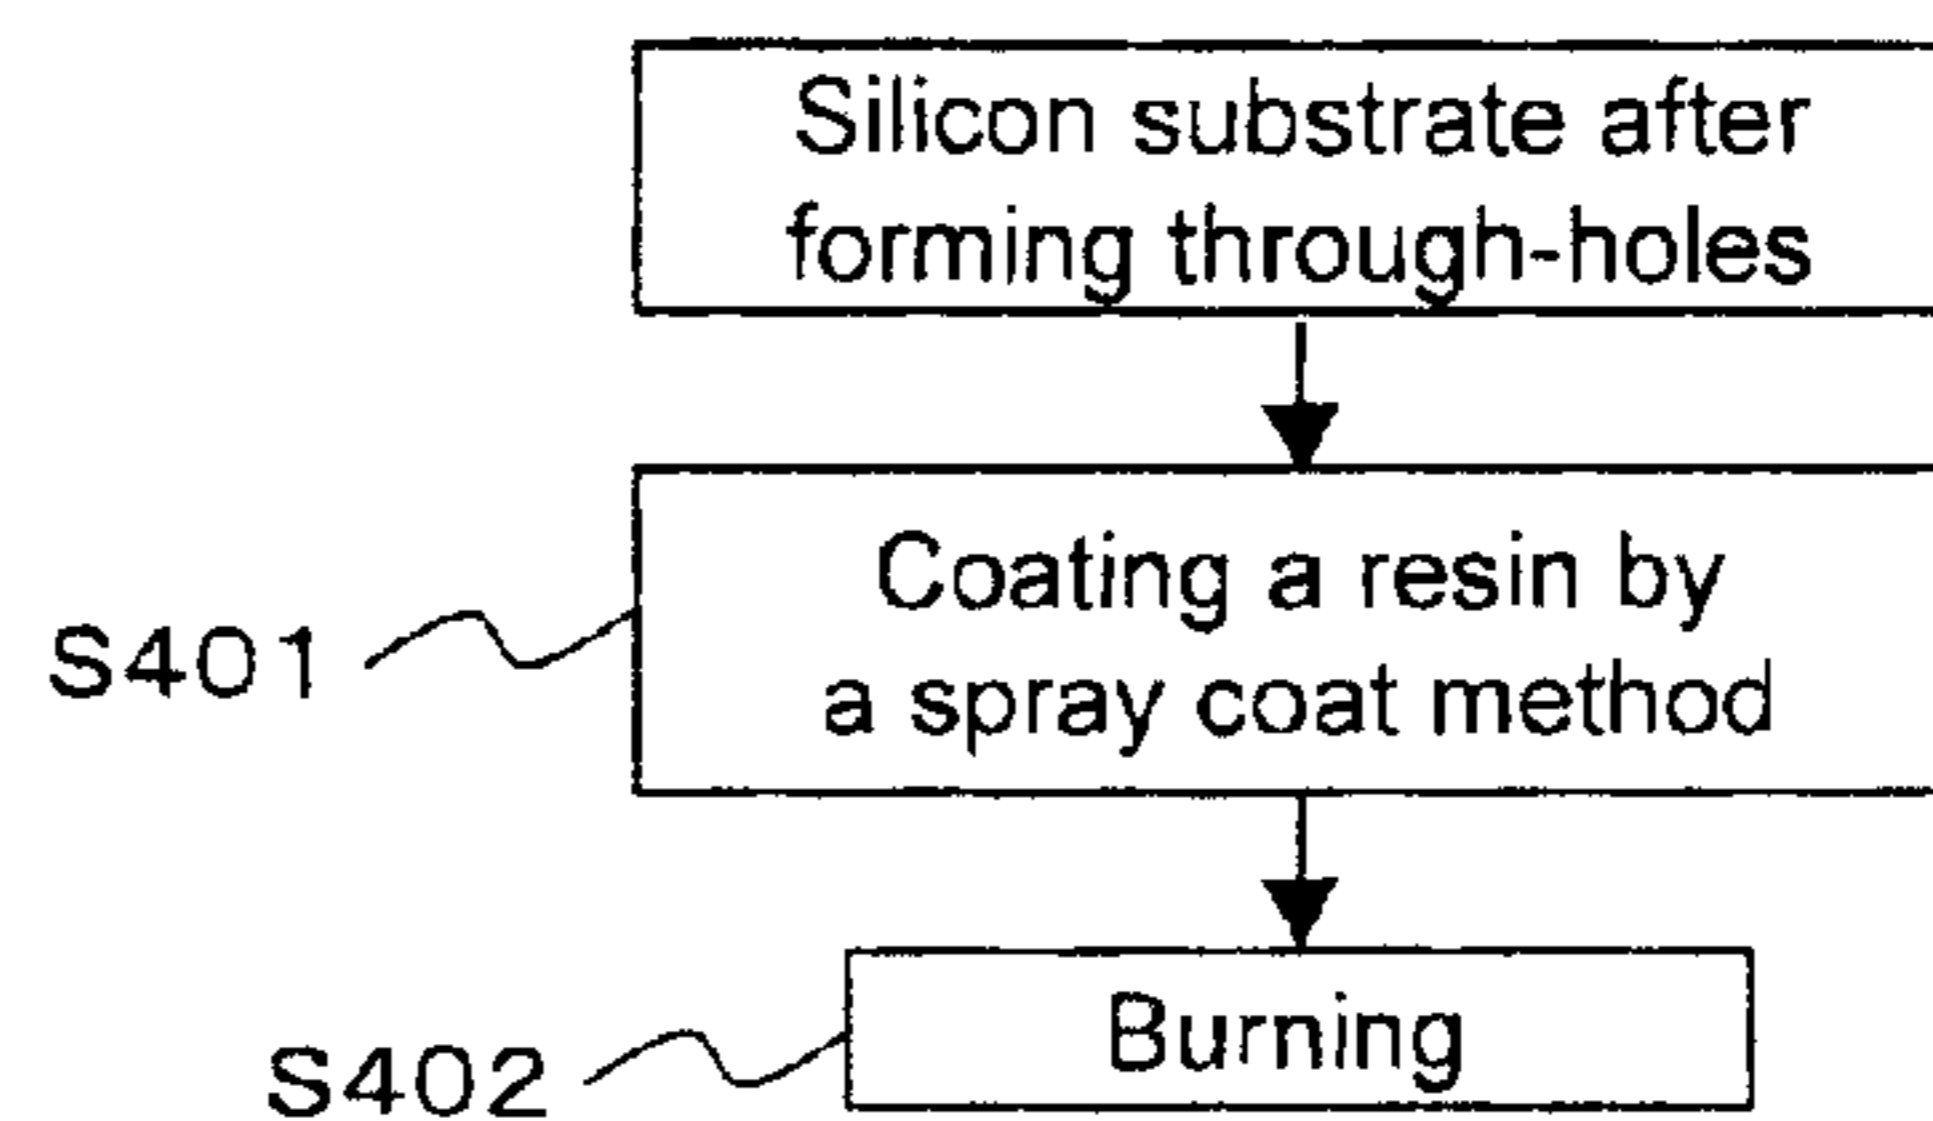 Silicon substrate after
forming through-holes
Coating a resin by
a spray coat method
S401
Burning
S402